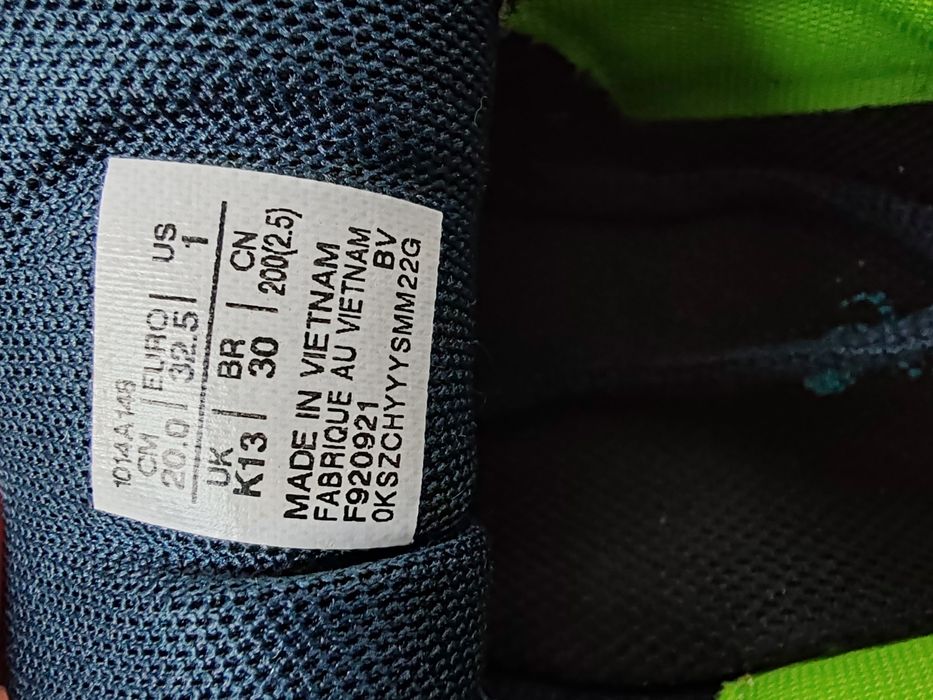 1014A145
CM | EURO | US
20.0 | 32.5 | 1
UK | BR | CN
K13 | 30 | 200(2.5)
MADE IN VIETNAM
FABRIQUE AU VIETNAM
F920921 BV
0KSZCHYYYSMM22G